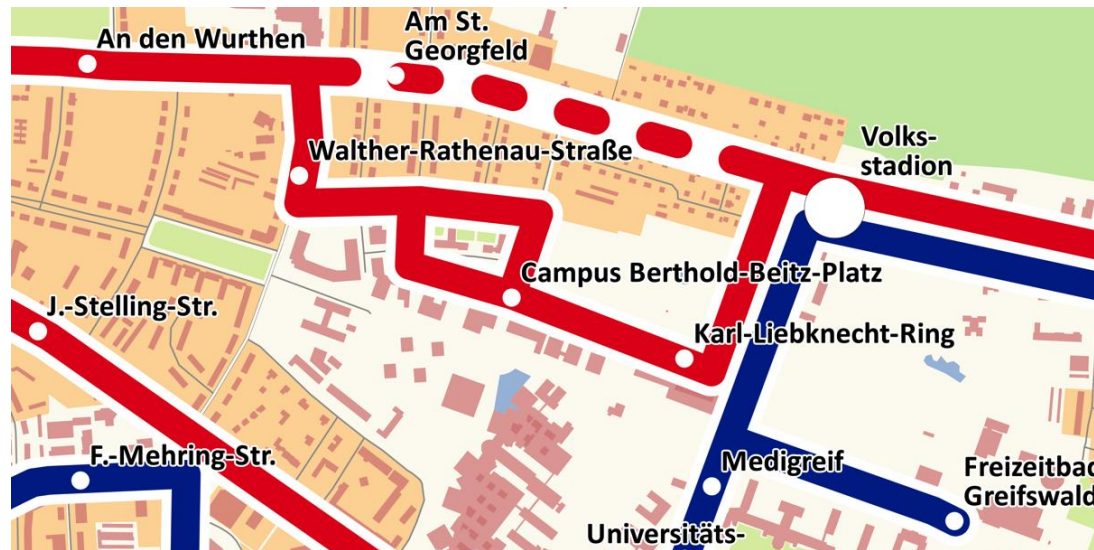 An den Wurthen
Am St.
Georgfeld
Volks-
stadion
Walther-Rathenau-Straße
Campus Berthold-Beitz-Platz
J.-Stelling-Str.
Karl-Liebknecht-Ring
F.-Mehring-Str.
Medigreif
Freizeitbad
Greifswald
Universitäts-